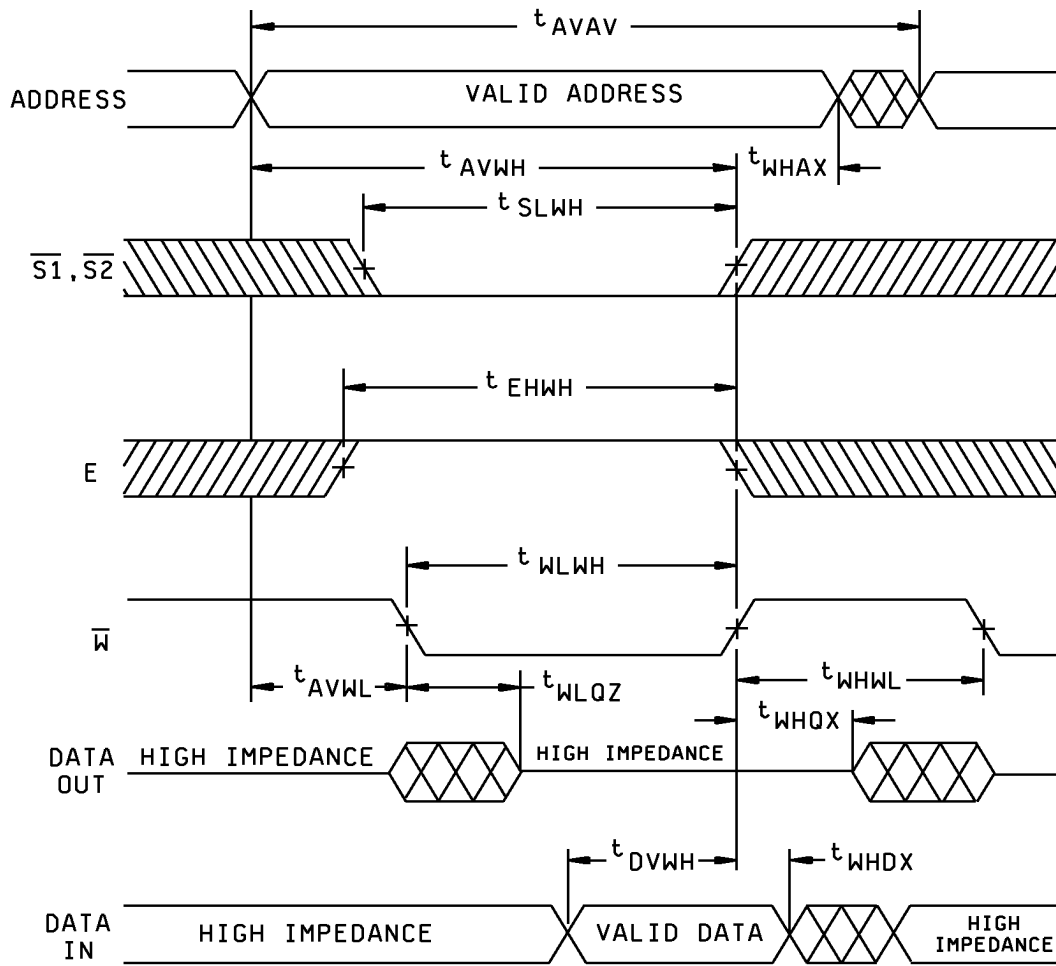 t AVAV
ADDRESS
VALID ADDRESS
t AVWH
t WHAX
t SLWH
S1, S2
t EHWH
E
t WLWH
W
t AVWL
t WLQZ
t WHWL
t WHQX
DATA OUT
HIGH IMPEDANCE
HIGH IMPEDANCE
t DVWH
t WHDX
DATA IN
HIGH IMPEDANCE
VALID DATA
HIGH IMPEDANCE